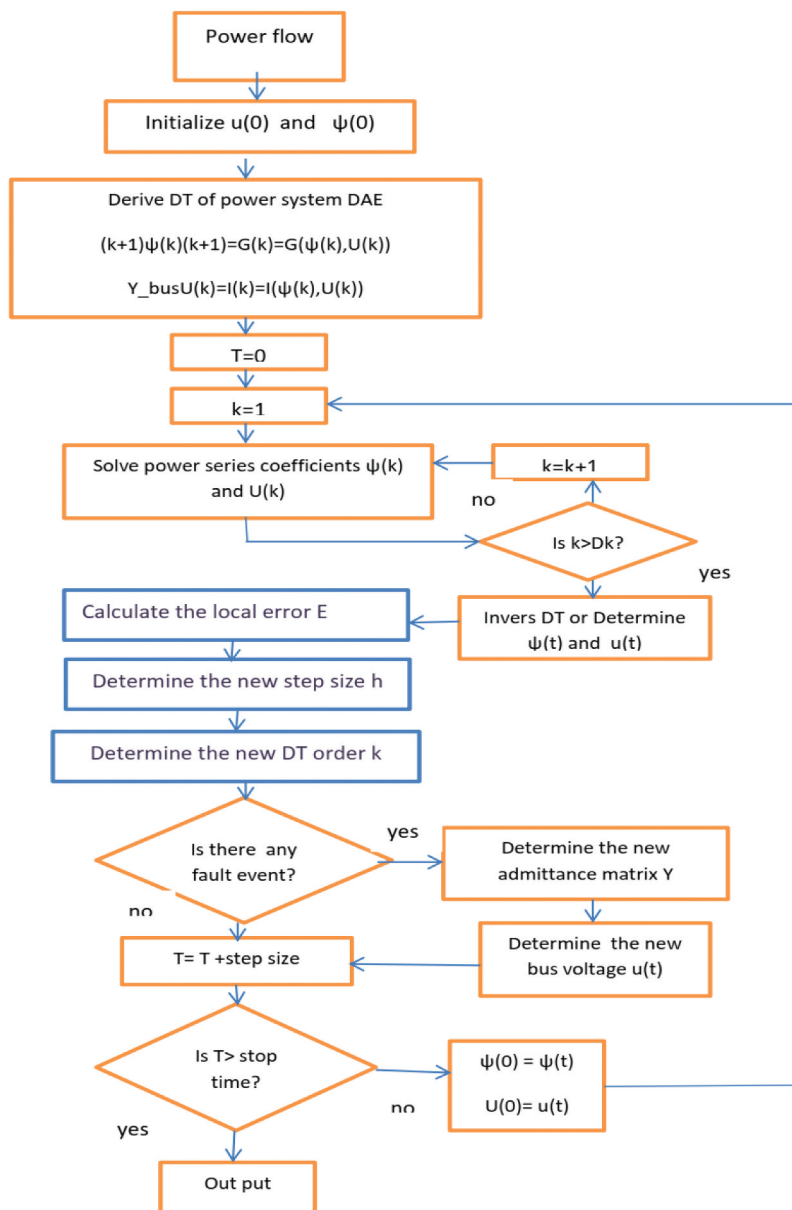 Power flow
Initialize u(0) and ψ(0)
Derive DT of power system DAE
(k+1)ψ(k)(k+1)=G(k)=G(ψ(k),U(k))
Y_busU(k)=I(k)=I(ψ(k),U(k))
T=0
k=1
Solve power series coefficients ψ(k)
and U(k)
k=k+1
no
Is k>Dk?
yes
Invers DT or Determine
ψ(t) and u(t)
Calculate the local error E
Determine the new step size h
Determine the new DT order k
Is there any
fault event?
yes
Determine the new
admittance matrix Y
no
Determine the new
bus voltage u(t)
T= T +step size
Is T> stop
time?
ψ(0) = ψ(t)
U(0)= u(t)
no
yes
Out put